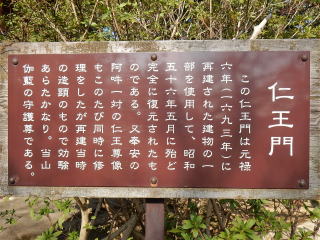 仁王門
この仁王門は元禄
六年(一六九三年)に
再建された建物の一
部を使用して、昭和
五十六年五月に殆ど
完全に復元されたも
のである。又奉安の
阿吽一対の仁王尊像
もこのたび同時に修
理をしたが再建当時
の造顕のもので効験
あらたかなり。当山
伽藍の守護尊である。